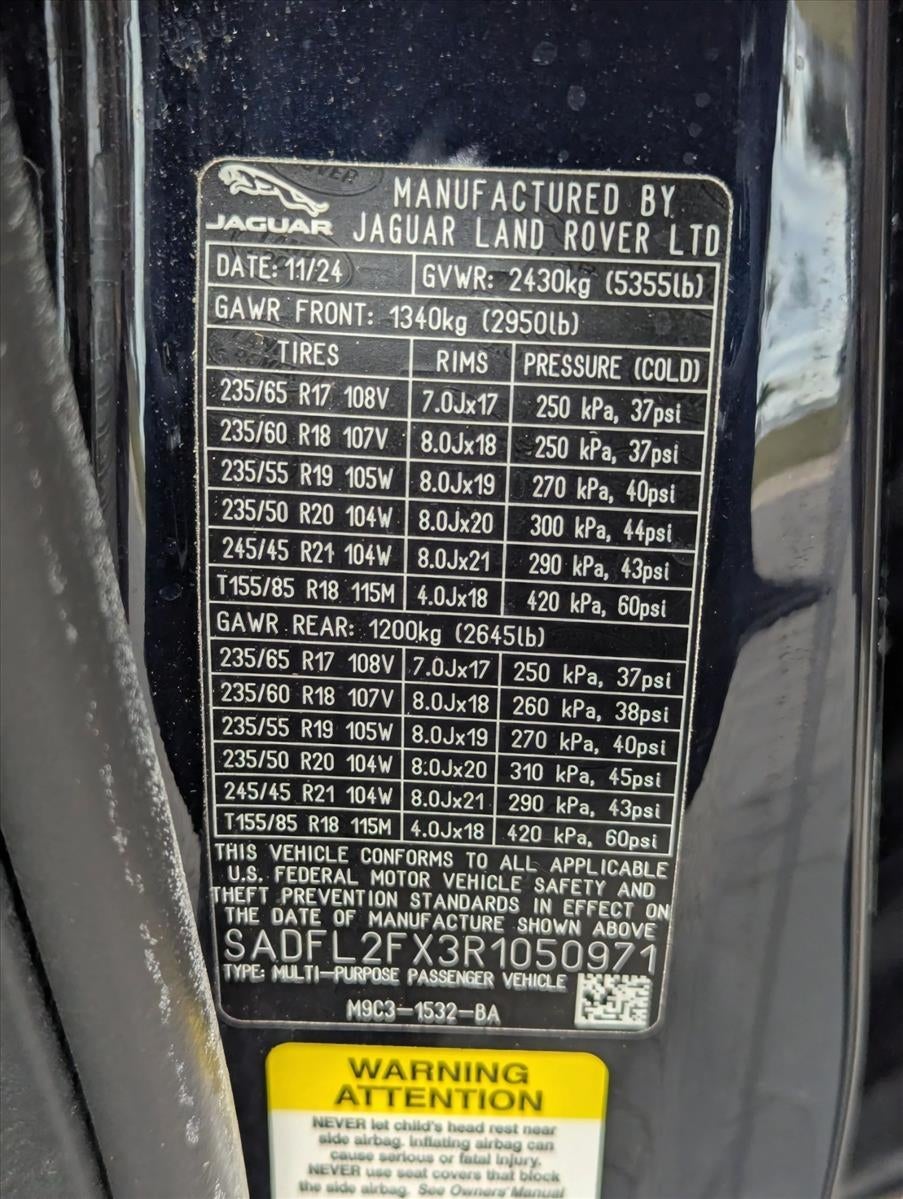 JAGUAR
MANUFACTURED BY
JAGUAR LAND ROVER LTD
DATE: 11/24 GVWR: 2430kg (5355lb)
GAWR FRONT: 1340kg (2950lb)
TIRES RIMS PRESSURE (COLD)
235/65 R17 108V 7.0Jx17 250 kPa, 37psi
235/60 R18 107V 8.0Jx18 250 kPa, 37psi
235/55 R19 105W 8.0Jx19 270 kPa, 40psi
235/50 R20 104W 8.0Jx20 300 kPa, 44psi
245/45 R21 104W 8.0Jx21 290 kPa, 43psi
T155/85 R18 115M 4.0Jx18 420 kPa, 60psi
GAWR REAR: 1200kg (2645lb)
235/65 R17 108V 7.0Jx17 250 kPa, 37psi
235/60 R18 107V 8.0Jx18 260 kPa, 38psi
235/55 R19 105W 8.0Jx19 270 kPa, 40psi
235/50 R20 104W 8.0Jx20 310 kPa, 45psi
245/45 R21 104W 8.0Jx21 290 kPa, 43psi
T155/85 R18 115M 4.0Jx18 420 kPa, 60psi
THIS VEHICLE CONFORMS TO ALL APPLICABLE
U.S. FEDERAL MOTOR VEHICLE SAFETY AND
THEFT PREVENTION STANDARDS IN EFFECT ON
THE DATE OF MANUFACTURE SHOWN ABOVE
SADFL2FX3R1050971
TYPE: MULTI-PURPOSE PASSENGER VEHICLE
M9C3-1532-BA
WARNING
ATTENTION
NEVER let child's head rest near
side airbag. Inflating airbag can
cause serious or fatal injury.
NEVER use seat covers that block
the side airbag. See Owners Manual